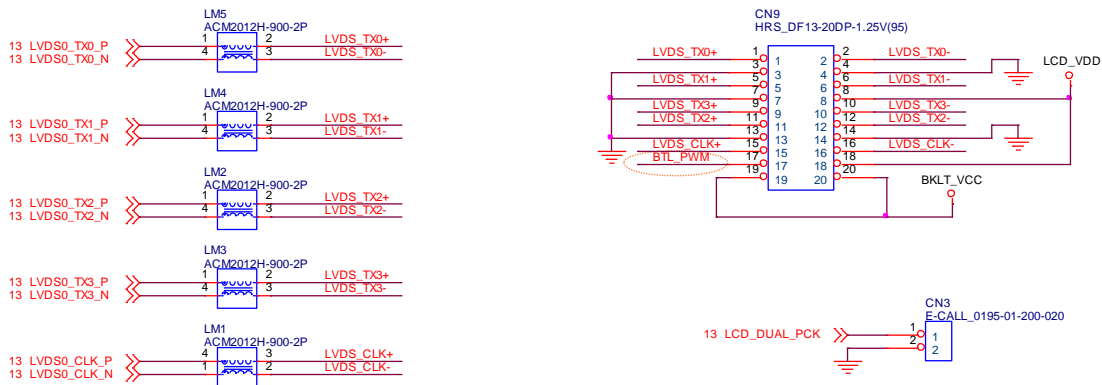 LM5
ACM2012H-900-2P
13 LVDS0_TX0_P 1 2 LVDS_TX0+
13 LVDS0_TX0_N 4 3 LVDS_TX0-
LM4
ACM2012H-900-2P
13 LVDS0_TX1_P 1 2 LVDS_TX1+
13 LVDS0_TX1_N 4 3 LVDS_TX1-
LM2
ACM2012H-900-2P
13 LVDS0_TX2_P 1 2 LVDS_TX2+
13 LVDS0_TX2_N 4 3 LVDS_TX2-
LM3
ACM2012H-900-2P
13 LVDS0_TX3_P 1 2 LVDS_TX3+
13 LVDS0_TX3_N 4 3 LVDS_TX3-
LM1
ACM2012H-900-2P
13 LVDS0_CLK_P 4 3 LVDS_CLK+
13 LVDS0_CLK_N 1 2 LVDS_CLK-
CN9
HRS_DF13-20DP-1.25V(95)
LVDS_TX0+ 1 1 2 2 LVDS_TX0-
3 3 4 4
LCD_VDD
LVDS_TX1+ 5 5 6 6 LVDS_TX1-
7 7 8 8
LVDS_TX3+ 9 9 10 10 LVDS_TX3-
LVDS_TX2+ 11 11 12 12 LVDS_TX2-
13 13 14 14
LVDS_CLK+ 15 15 16 16 LVDS_CLK-
BTL_PWM 17 17 18 18
19 19 20 20
BKLT_VCC
CN3
E-CALL_0195-01-200-020
13 LCD_DUAL_PCK 1 1
2 2